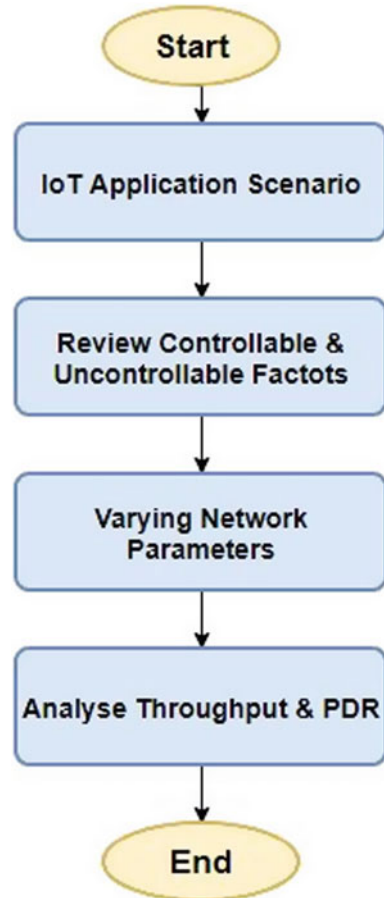 Start
IoT Application Scenario
Review Controllable &
Uncontrollable Factots
Varying Network
Parameters
Analyse Throughput & PDR
End